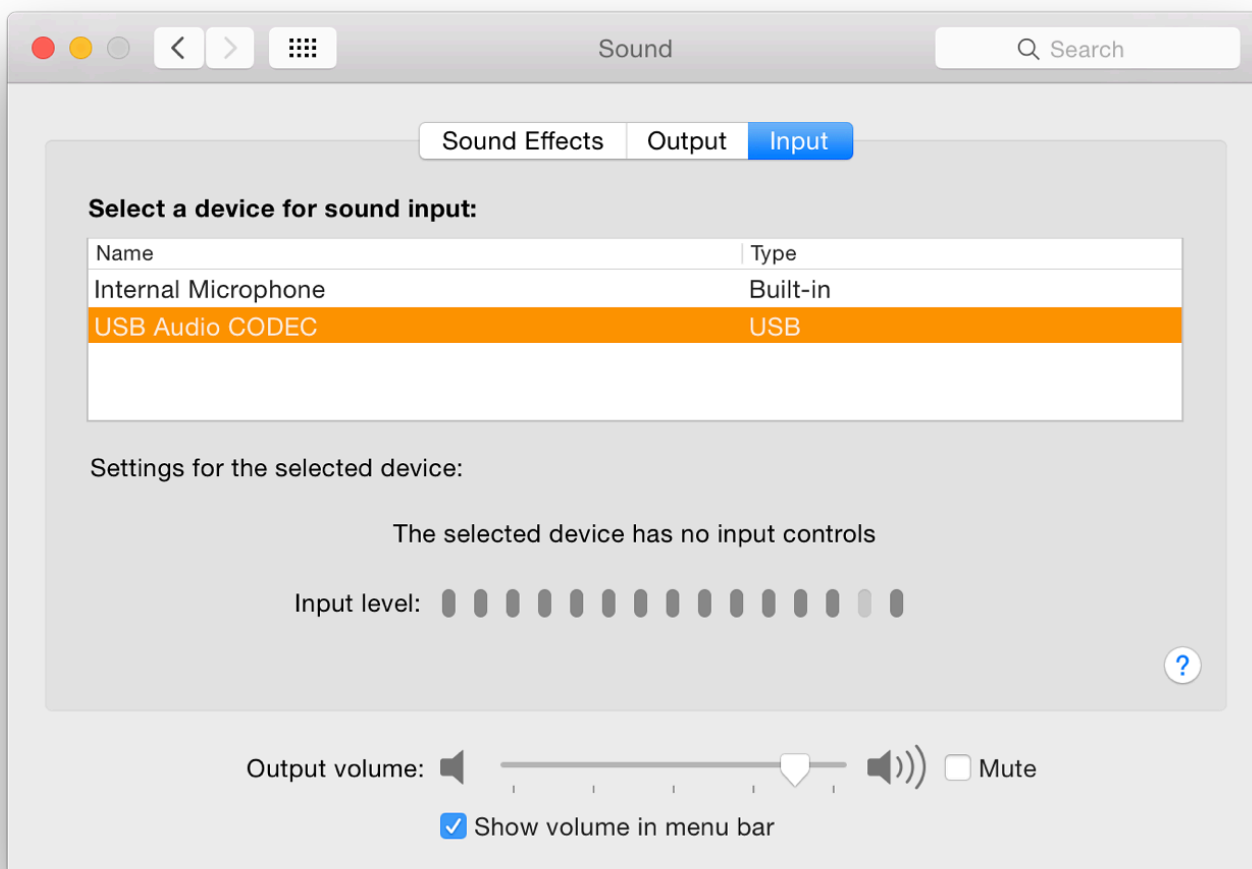 Sound
Search
Sound Effects Output Input
Select a device for sound input:
Name Type
Internal Microphone Built-in
USB Audio CODEC USB
Settings for the selected device:
The selected device has no input controls
Input level:
?
Output volume: Mute
Show volume in menu bar